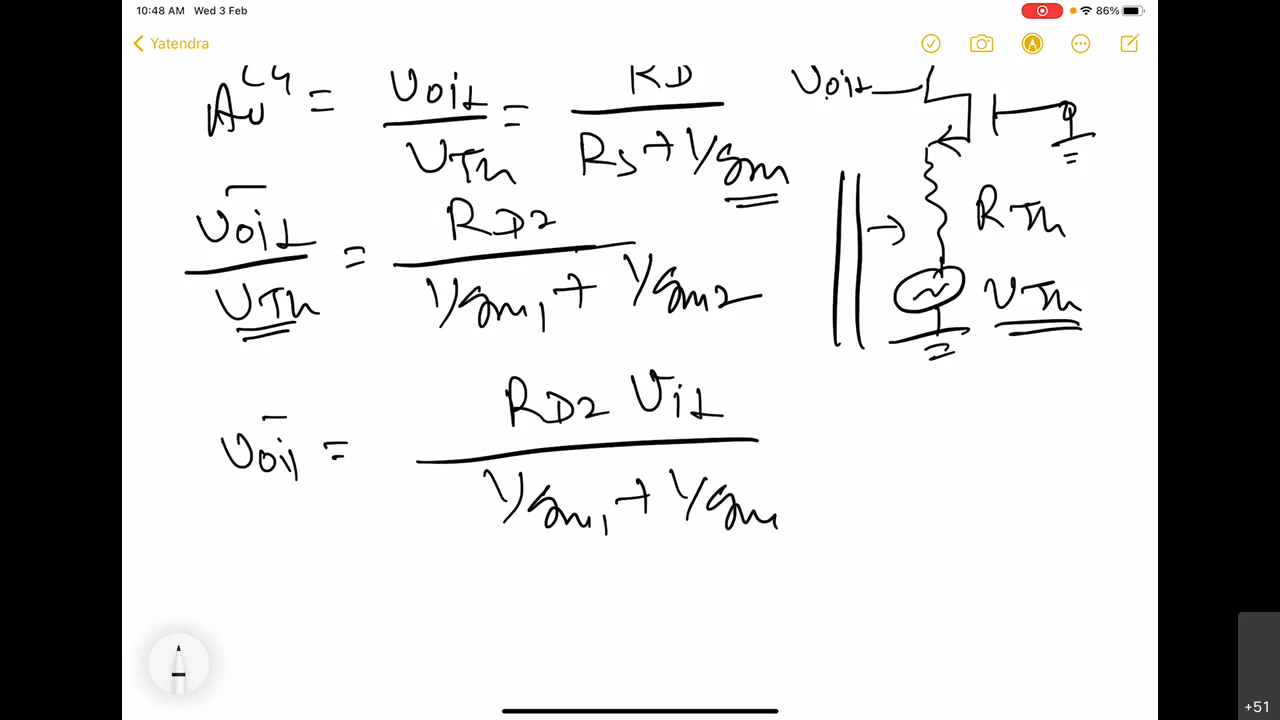 10:48 AM Wed 3 Feb 86%
Yatendra
Av^CG = Voi1 / VTh = RD / (Rs + 1/gm)
Voi1
Voi1 / VTh = RD2 / (1/gm1 + 1/gm2)
RTh
VTh
Voi1 = RD2 Vi1 / (1/gm1 + 1/gm
+51